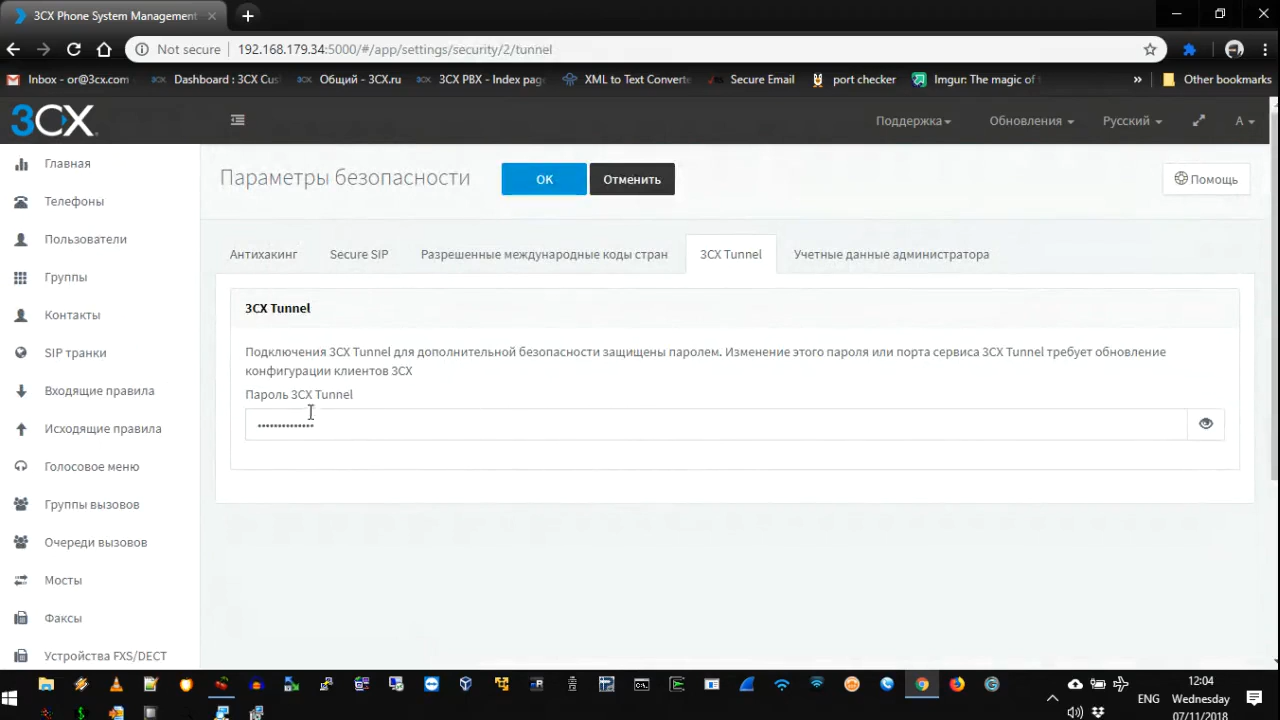 3CX Phone System Management
Not secure
192.168.179.34:5000/#/app/settings/security/2/tunnel
Inbox - or@3cx.com
Dashboard : 3CX Cus
Общий - 3CX.ru
3CX PBX - Index page
XML to Text Converte
Secure Email
port checker
Imgur: The magic of t
»
Other bookmarks
3CX
Поддержка
Обновления
Русский
A
Главная
Телефоны
Пользователи
Группы
Контакты
SIP транки
Входящие правила
Исходящие правила
Голосовое меню
Группы вызовов
Очереди вызовов
Мосты
Факсы
Устройства FXS/DECT
Параметры безопасности
OK
Отменить
Помощь
Антихакинг
Secure SIP
Разрешенные международные коды стран
3CX Tunnel
Учетные данные администратора
3CX Tunnel
Подключения 3CX Tunnel для дополнительной безопасности защищены паролем. Изменение этого пароля или порта сервиса 3CX Tunnel требует обновление
конфигурации клиентов 3CX
Пароль 3CX Tunnel
••••••••••••••
ENG
12:04
Wednesday
07/11/2018